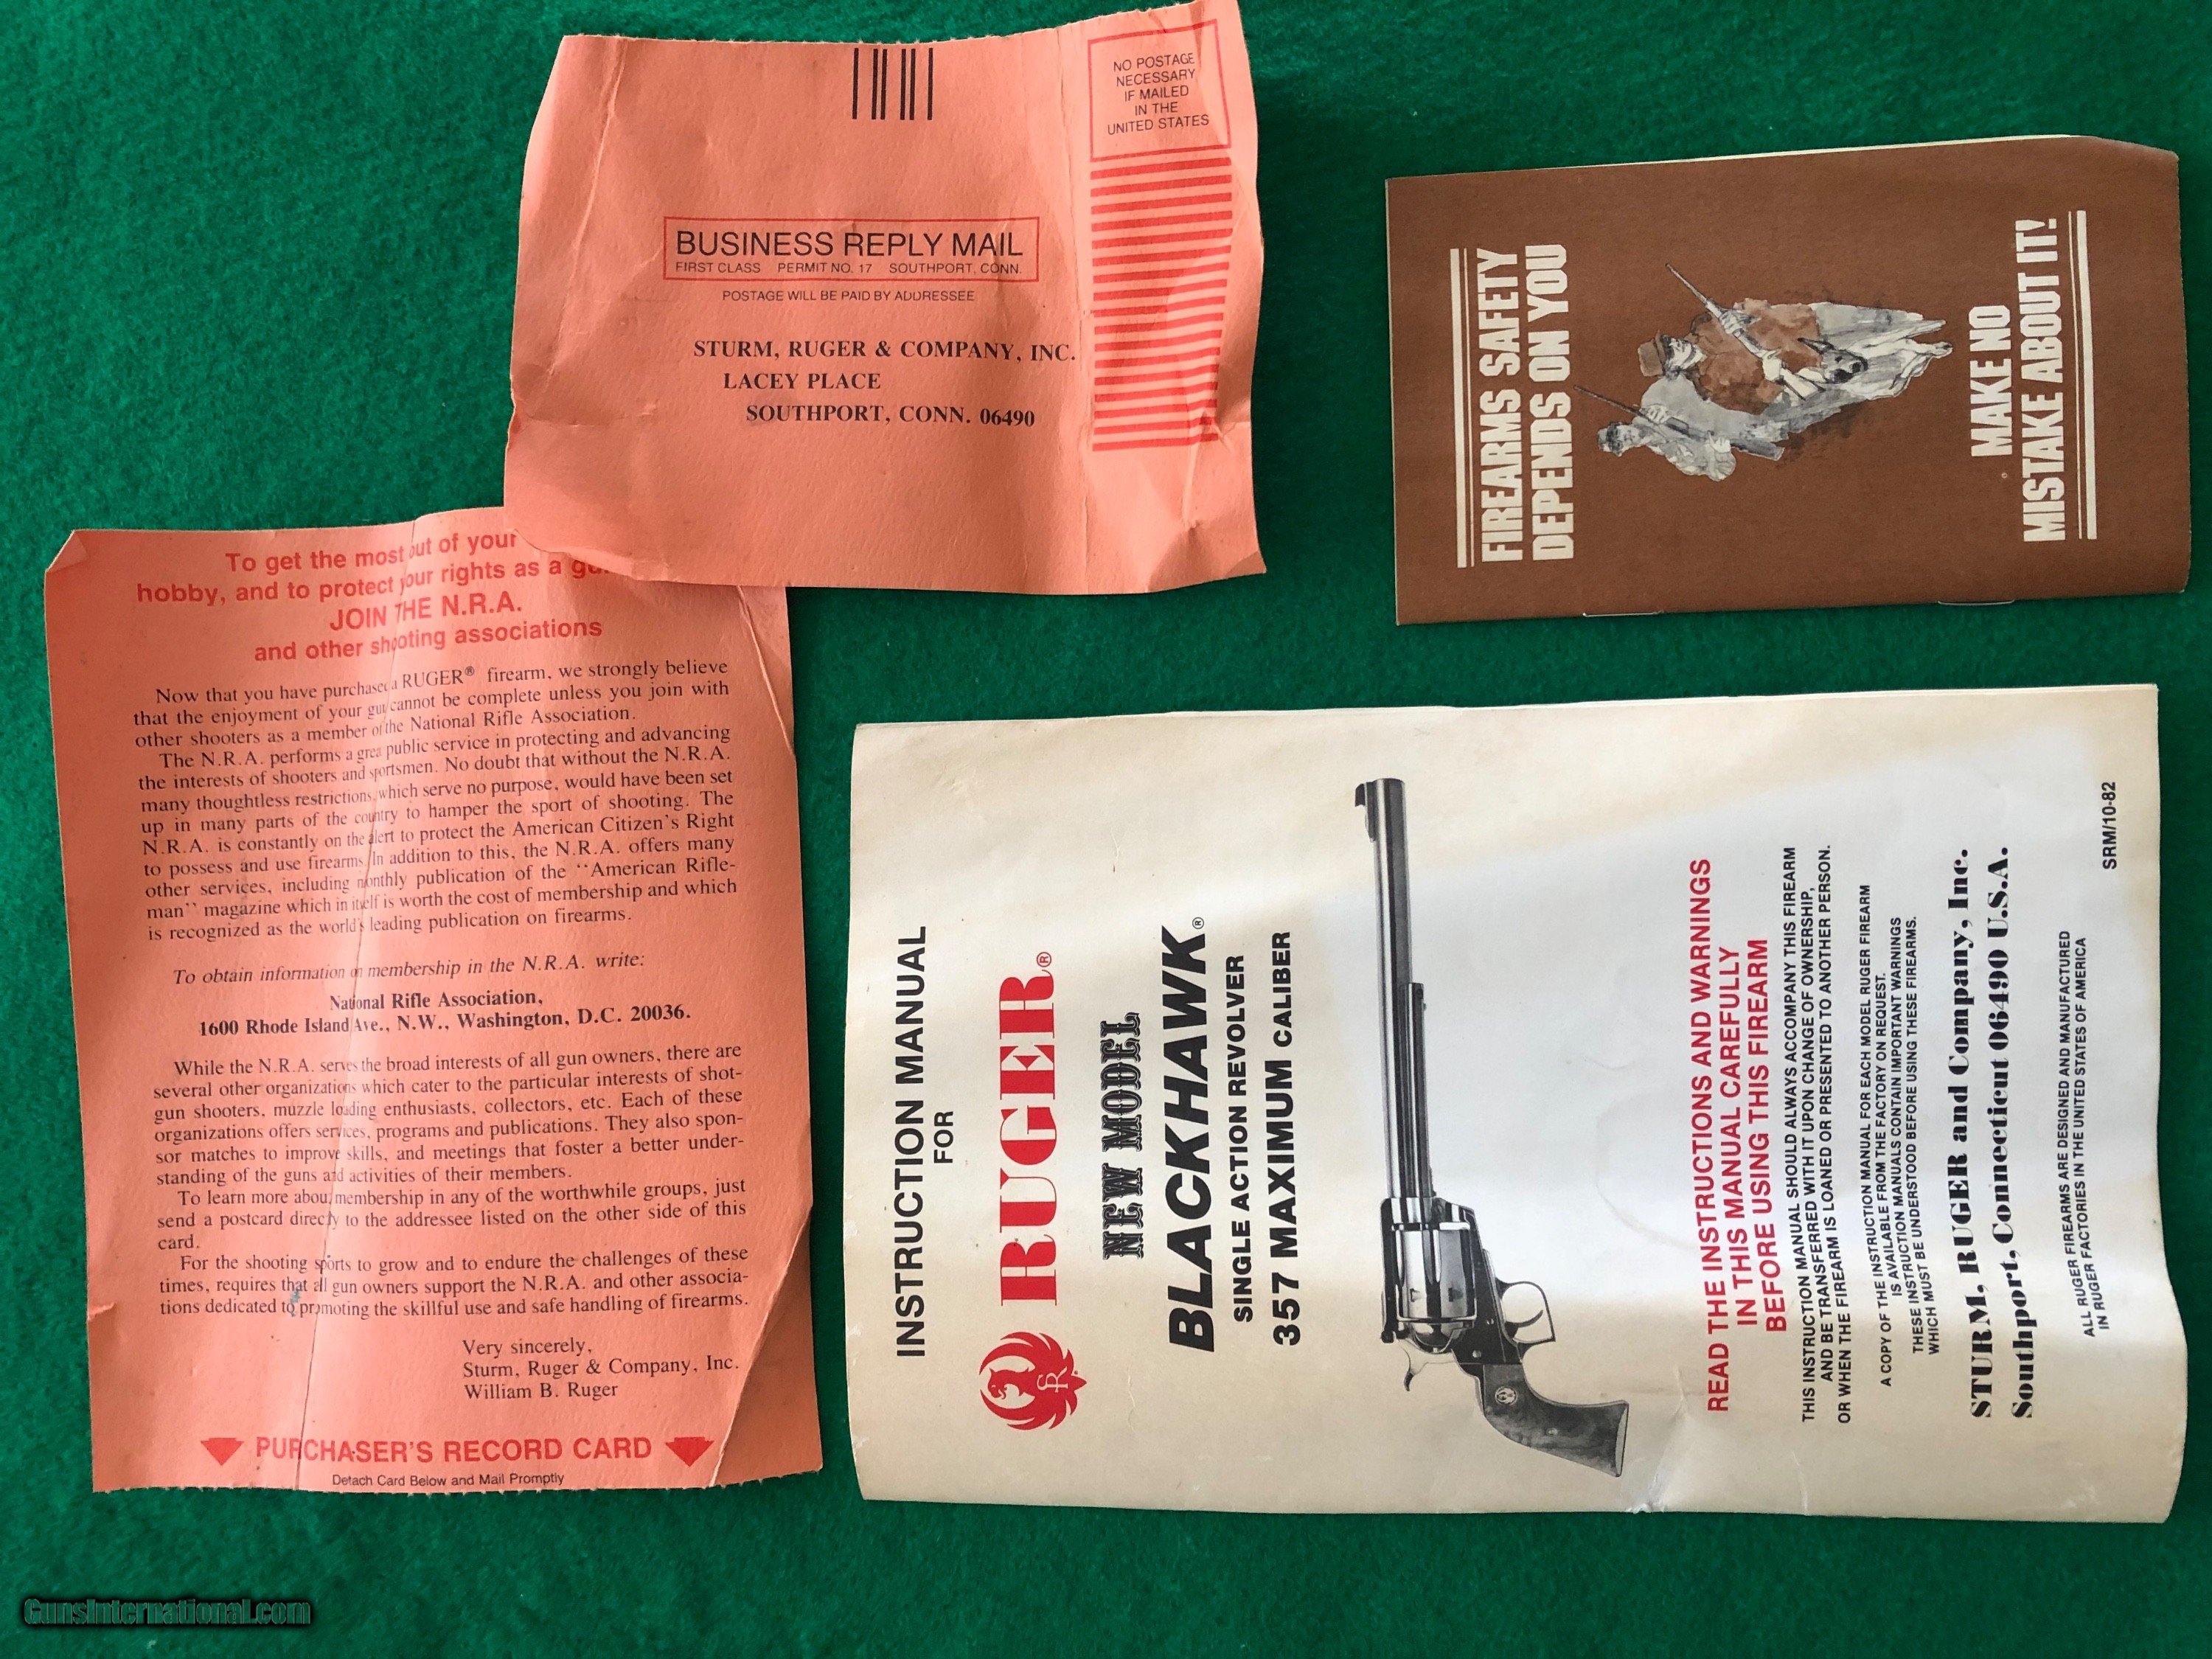 NO POSTAGE
NECESSARY
IF MAILED
IN THE
UNITED STATES
BUSINESS REPLY MAIL
FIRST CLASS PERMIT NO. 17 SOUTHPORT, CONN.
POSTAGE WILL BE PAID BY ADDRESSEE
STURM, RUGER & COMPANY, INC.
LACEY PLACE
SOUTHPORT, CONN. 06490
FIREARMS SAFETY
DEPENDS ON YOU
MAKE NO
MISTAKE ABOUT IT!
To get the most out of your
hobby, and to protect your rights as a
JOIN THE N.R.A.
and other shooting associations
Now that you have purchased a RUGER® firearm, we strongly believe
that the enjoyment of your gun cannot be complete unless you join with
other shooters as a member of the National Rifle Association.
The N.R.A. performs a great public service in protecting and advancing
the interests of shooters and sportsmen. No doubt that without the N.R.A.
many thoughtless restrictions, which serve no purpose, would have been set
up in many parts of the country to hamper the sport of shooting. The
N.R.A. is constantly on the alert to protect the American Citizen's Right
to possess and use firearms. In addition to this, the N.R.A. offers many
other services, including monthly publication of the "American Rifle-
man" magazine which in itself is worth the cost of membership and which
is recognized as the world's leading publication on firearms.
To obtain information on membership in the N.R.A. write:
National Rifle Association,
1600 Rhode Island Ave., N.W., Washington, D.C. 20036.
While the N.R.A. serves the broad interests of all gun owners, there are
several other organizations which cater to the particular interests of shot-
gun shooters, muzzle loading enthusiasts, collectors, etc. Each of these
organizations offers services, programs and publications. They also spon-
sor matches to improve skills, and meetings that foster a better under-
standing of the guns and activities of their members.
To learn more about membership in any of the worthwhile groups, just
send a postcard directly to the addressee listed on the other side of this
card.
For the shooting sports to grow and to endure the challenges of these
times, requires that all gun owners support the N.R.A. and other associa-
tions dedicated to promoting the skillful use and safe handling of firearms.
Very sincerely,
Sturm, Ruger & Company, Inc.
William B. Ruger
PURCHASER'S RECORD CARD
Detach Card Below and Mail Promptly
INSTRUCTION MANUAL
FOR
RUGER®
NEW MODEL
BLACKHAWK®
SINGLE ACTION REVOLVER
357 MAXIMUM CALIBER
READ THE INSTRUCTIONS AND WARNINGS
IN THIS MANUAL CAREFULLY
BEFORE USING THIS FIREARM
THIS INSTRUCTION MANUAL SHOULD ALWAYS ACCOMPANY THIS FIREARM
AND BE TRANSFERRED WITH IT UPON CHANGE OF OWNERSHIP,
OR WHEN THE FIREARM IS LOANED OR PRESENTED TO ANOTHER PERSON.
A COPY OF THE INSTRUCTION MANUAL FOR EACH MODEL RUGER FIREARM
IS AVAILABLE FROM THE FACTORY ON REQUEST.
THESE INSTRUCTION MANUALS CONTAIN IMPORTANT WARNINGS
WHICH MUST BE UNDERSTOOD BEFORE USING THESE FIREARMS.
STURM, RUGER and Company, Inc.
Southport, Connecticut 06490 U.S.A.
ALL RUGER FIREARMS ARE DESIGNED AND MANUFACTURED
IN RUGER FACTORIES IN THE UNITED STATES OF AMERICA
SRM/10-82
GunsInternational.com